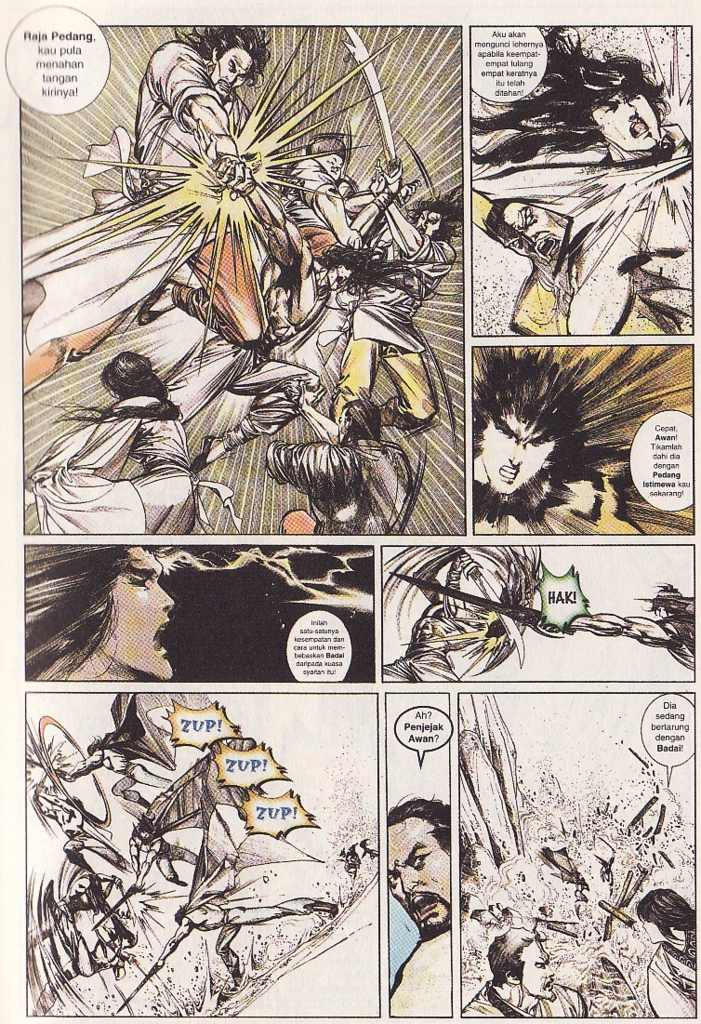 Raja Pedang,
kau pula
menahan
tangan
kirinya!
Aku akan
mengunci lehernya
apabila keempat-
empat tulang
empat keratnya
itu telah
ditahan!
Cepat,
Awan!
Tikamlah
dahi dia
dengan
Pedang
Istimewa kau
sekarang!
Inilah
satu-satunya
kesempatan dan
cara untuk mem-
bebaskan Badai
daripada kuasa
syaitan itu!
HAK!
ZUP!
ZUP!
ZUP!
Ah?
Penjejak
Awan?
Dia
sedang
bertarung
dengan
Badai!